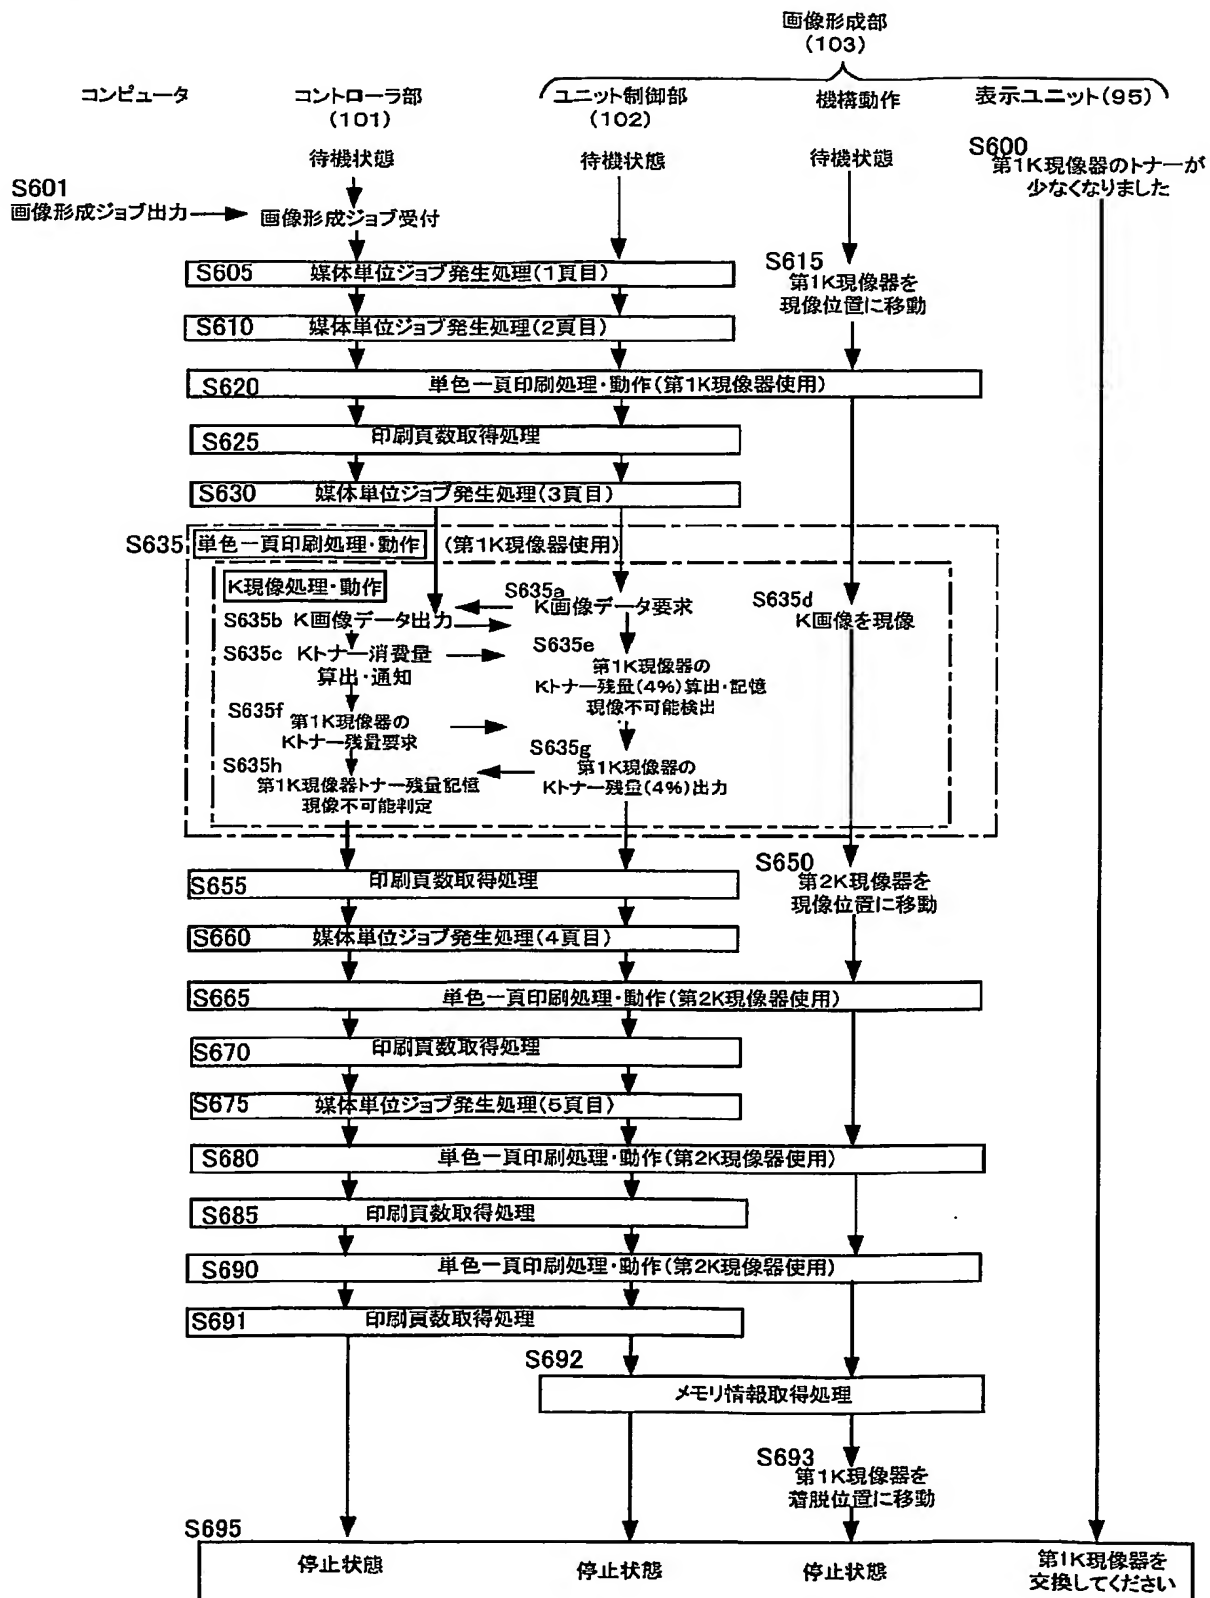 画像形成部
(103)
コンピュータ
コントローラ部
(101)
ユニット制御部
(102)
機構動作
表示ユニット(95)
待機状態
待機状態
待機状態
S600
第1K現像器のトナーが
少なくなりました
S601
画像形成ジョブ出力
画像形成ジョブ受付
S605 媒体単位ジョブ発生処理(1頁目)
S615
第1K現像器を
現像位置に移動
S610 媒体単位ジョブ発生処理(2頁目)
S620 単色一頁印刷処理・動作(第1K現像器使用)
S625 印刷頁数取得処理
S630 媒体単位ジョブ発生処理(3頁目)
S635 単色一頁印刷処理・動作 (第1K現像器使用)
K現像処理・動作
S635a
K画像データ要求
S635b K画像データ出力
S635d
K画像を現像
S635c Kトナー消費量
算出・通知
S635e
第1K現像器の
Kトナー残量(4%)算出・記憶
現像不可能検出
S635f
第1K現像器の
Kトナー残量要求
S635g
第1K現像器の
Kトナー残量(4%)出力
S635h
第1K現像器トナー残量記憶
現像不可能判定
S650
第2K現像器を
現像位置に移動
S655 印刷頁数取得処理
S660 媒体単位ジョブ発生処理(4頁目)
S665 単色一頁印刷処理・動作(第2K現像器使用)
S670 印刷頁数取得処理
S675 媒体単位ジョブ発生処理(5頁目)
S680 単色一頁印刷処理・動作(第2K現像器使用)
S685 印刷頁数取得処理
S690 単色一頁印刷処理・動作(第2K現像器使用)
S691 印刷頁数取得処理
S692
メモリ情報取得処理
S693
第1K現像器を
着脱位置に移動
S695
停止状態
停止状態
停止状態
第1K現像器を
交換してください